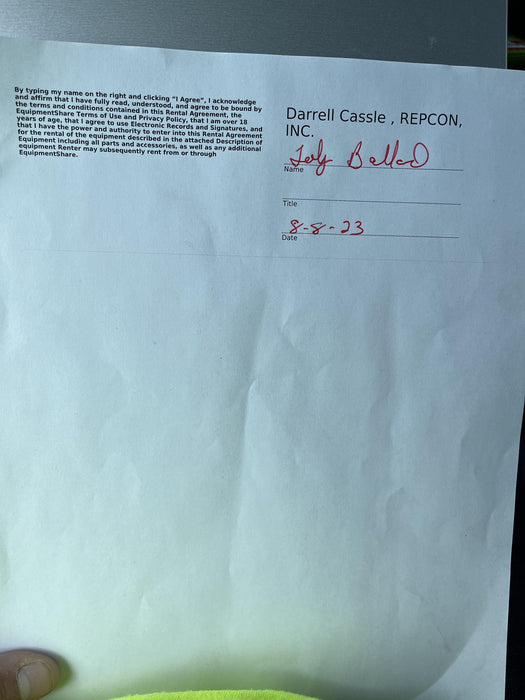 By typing my name on the right and clicking "I Agree", I acknowledge
and affirm that I have fully read, understood, and agree to be bound by
the terms and conditions contained in this Rental Agreement, the
EquipmentShare Terms of Use and Privacy Policy, that I am over 18
years of age, that I agree to use Electronic Records and Signatures, and
that I have the power and authority to enter into this Rental Agreement
for the rental of the equipment described in the attached Description of
Equipment including all parts and accessories, as well as any additional
equipment Renter may subsequently rent from or through
EquipmentShare.
Darrell Cassle , REPCON,
INC.
Ballad
Name
Title
8-8-23
Date